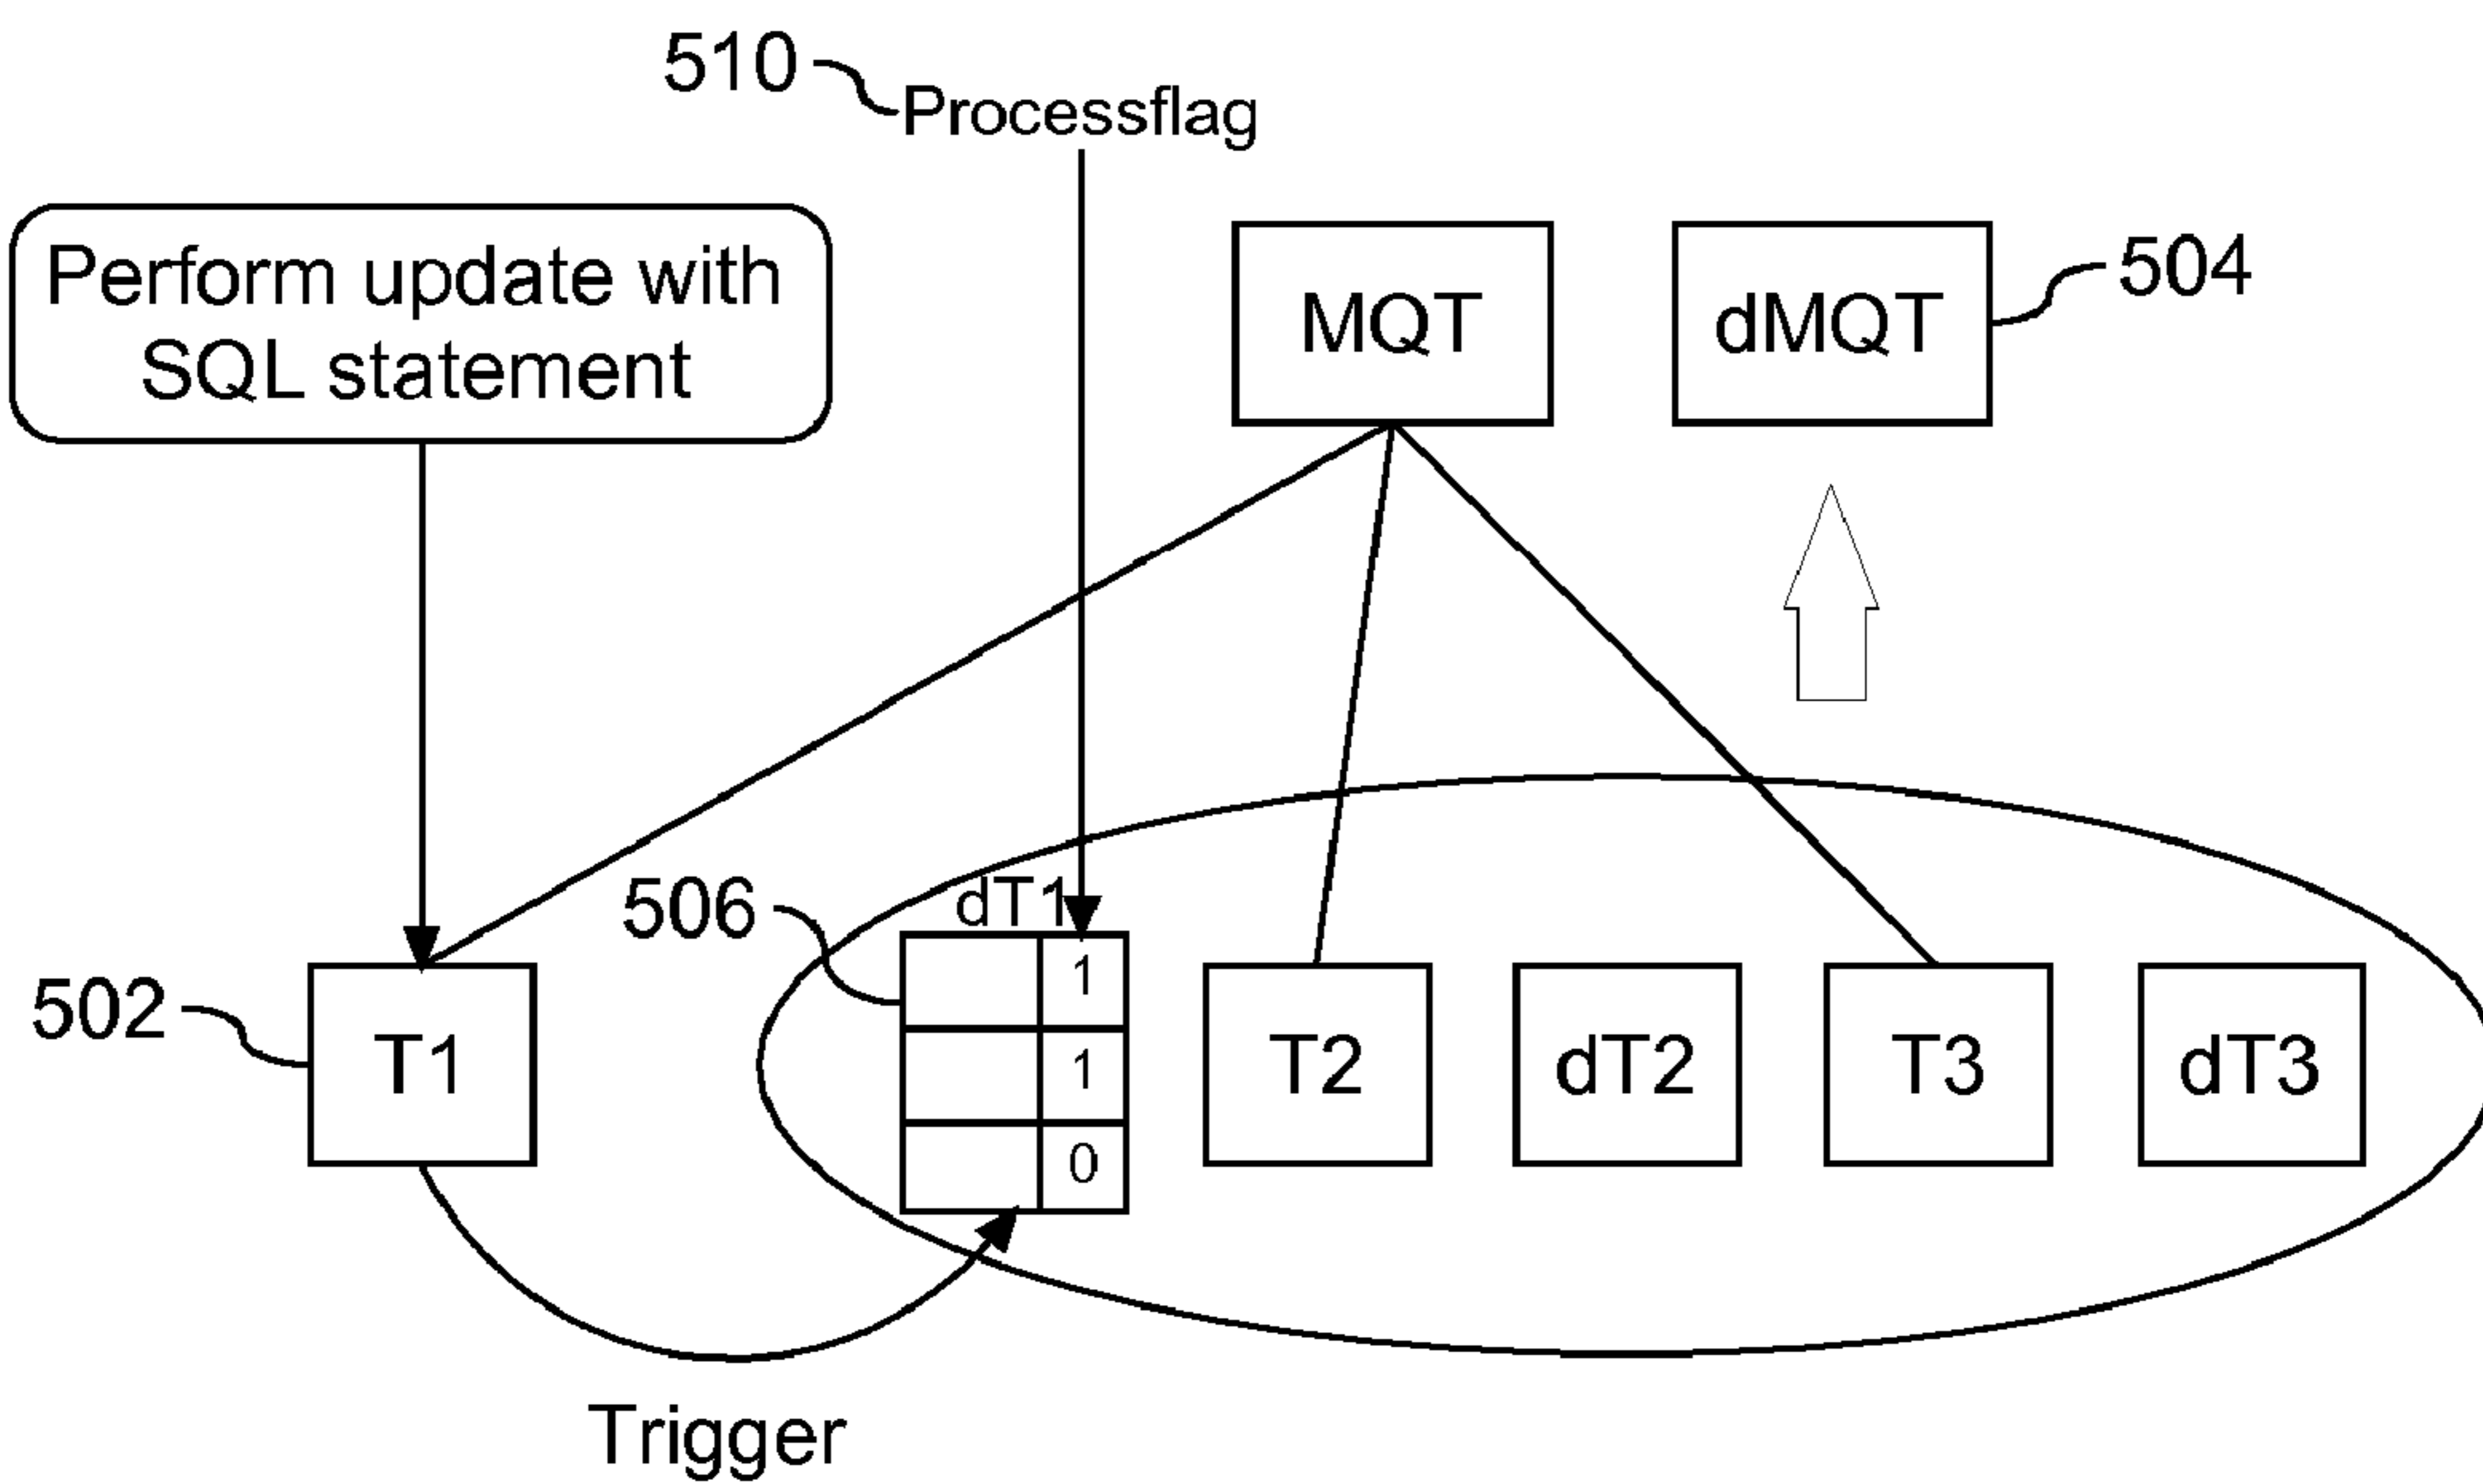 510
Processflag
Perform update with
SQL statement
MQT
dMQT
504
506
dT1
502
T1
1
1
0
T2
dT2
T3
dT3
Trigger